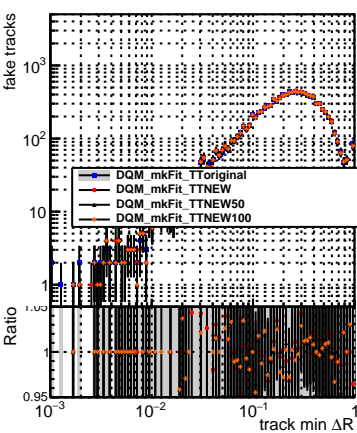 fake tracks
10³
10²
DQM_mkFit_TToriginal
DQM_mkFit_TTNEW
DQM_mkFit_TTNEW50
DQM_mkFit_TTNEW100
10
1
Ratio
1.05
1.0
0.95
10⁻³ 10⁻² 10⁻¹ 1
track min ΔR